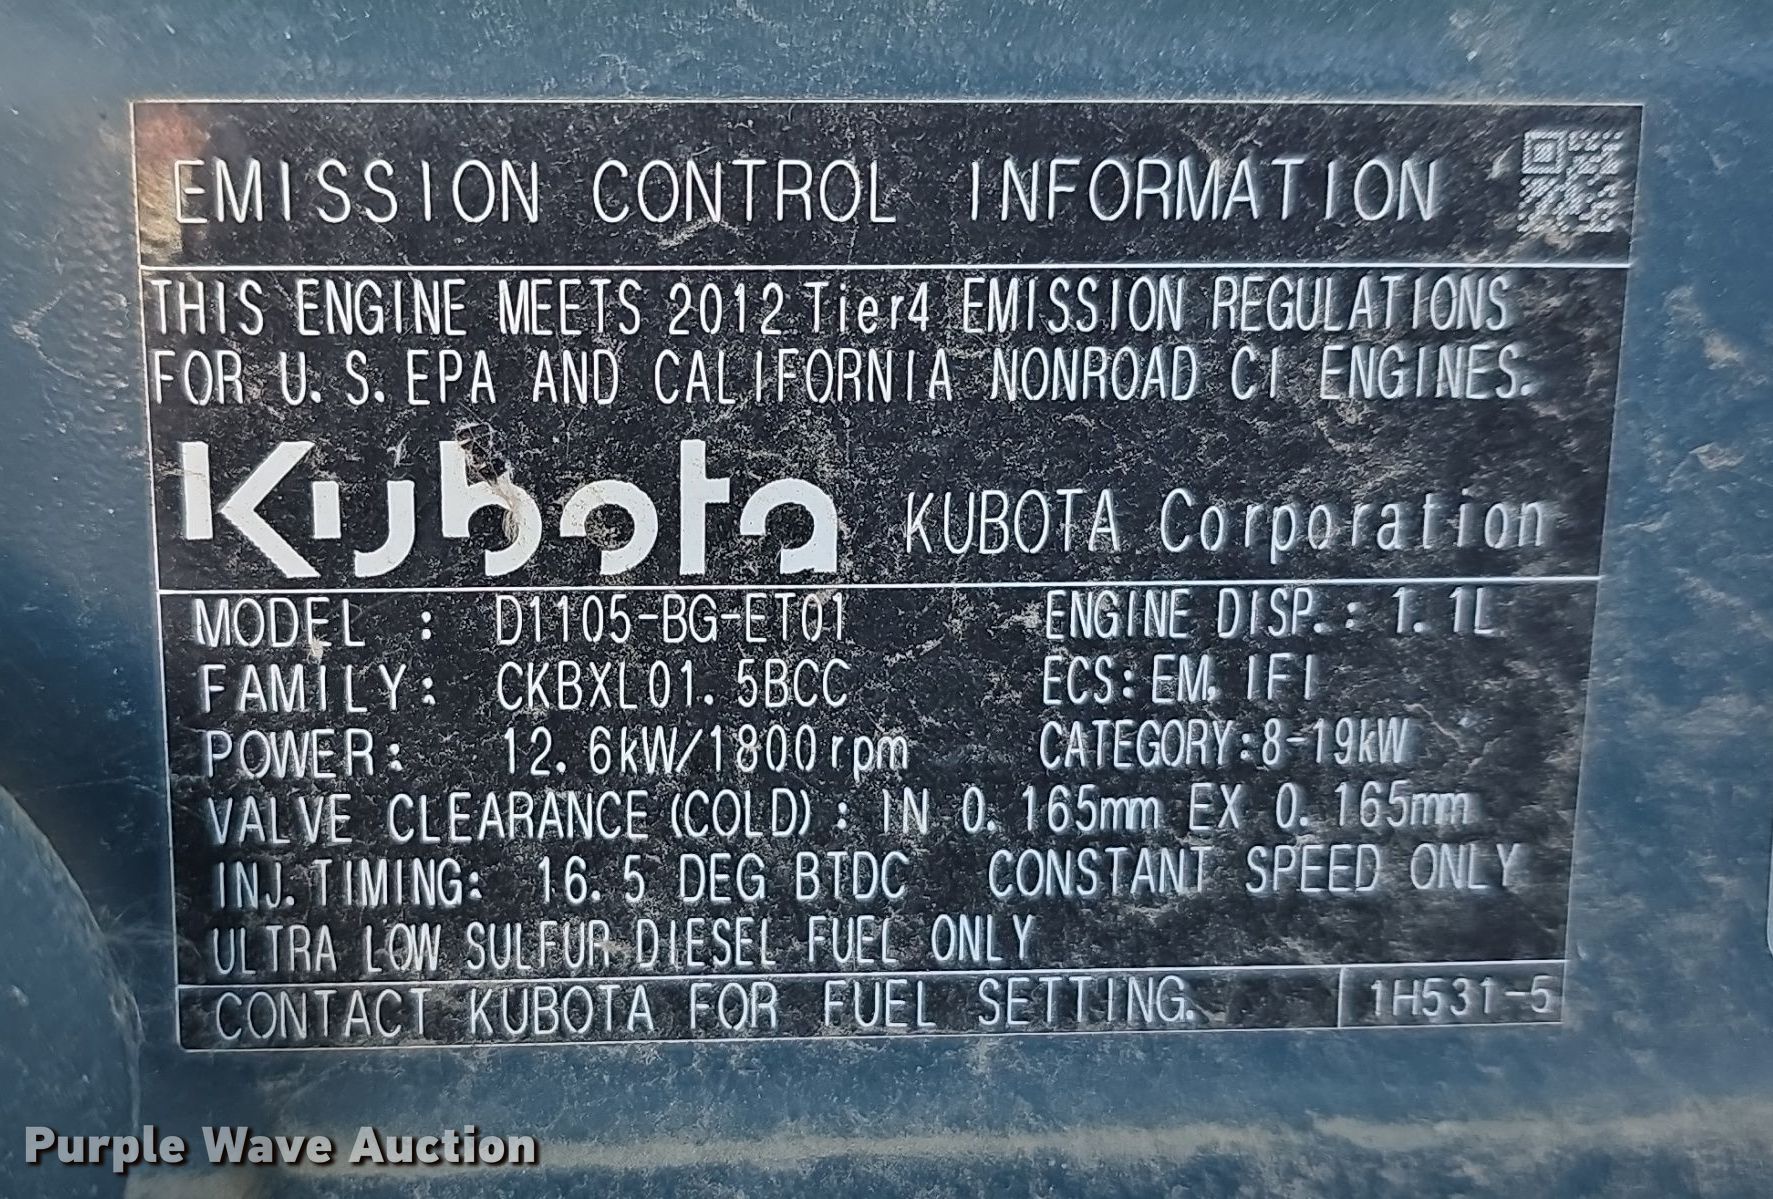 EMISSION CONTROL INFORMATION
THIS ENGINE MEETS 2012 Tier4 EMISSION REGULATIONS
FOR U.S.EPA AND CALIFORNIA NONROAD CI ENGINES.
Kubota KUBOTA Corporation
MODEL : D1105-BG-ET01 ENGINE DISP.: 1.1L
FAMILY: CKBXL01.5BCC ECS:EM, IFI
POWER: 12.6kW/1800rpm CATEGORY:8-19kW
VALVE CLEARANCE(COLD): IN 0.165mm EX 0.165mm
INJ.TIMING: 16.5 DEG BTDC CONSTANT SPEED ONLY
ULTRA LOW SULFUR DIESEL FUEL ONLY
CONTACT KUBOTA FOR FUEL SETTING. 1H531-5
Purple Wave Auction